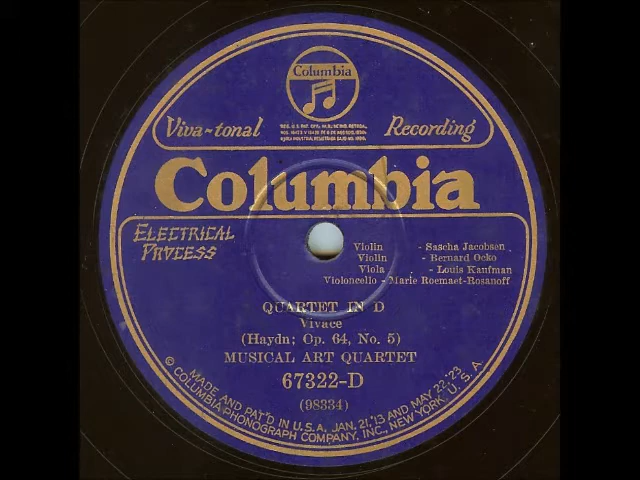 Columbia
Viva-tonal Recording
Columbia
ELECTRICAL
PROCESS
Violin - Sascha Jacobsen
Violin - Bernard Ocko
Viola - Louis Kaufman
Violoncello - Marie Roemaet-Rosanoff
QUARTET IN D
Vivace
(Haydn; Op. 64, No. 5)
MUSICAL ART QUARTET
67322-D
(98334)
MADE AND PAT'D IN U.S.A. JAN. 21, '13 AND MAY 22, '23
© COLUMBIA PHONOGRAPH COMPANY, INC., NEW YORK, U.S.A.